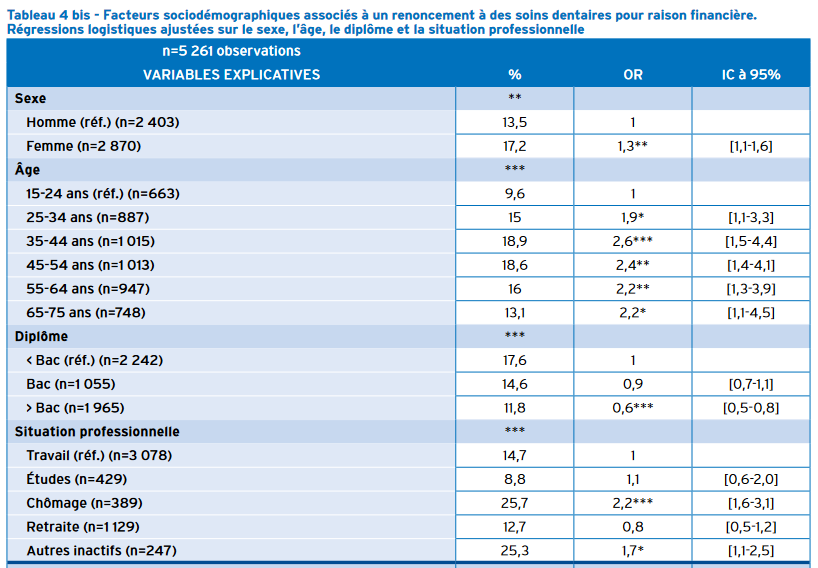 Tableau 4 bis - Facteurs sociodémographiques associés à un renoncement à des soins dentaires pour raison financière.
Régressions logistiques ajustées sur le sexe, l'âge, le diplôme et la situation professionnelle
n=5 261 observations
VARIABLES EXPLICATIVES % OR IC à 95%
Sexe **
Homme (réf.) (n=2 403) 13,5 1
Femme (n=2 870) 17,2 1,3** [1,1-1,6]
Âge ***
15-24 ans (réf.) (n=663) 9,6 1
25-34 ans (n=887) 15 1,9* [1,1-3,3]
35-44 ans (n=1 015) 18,9 2,6*** [1,5-4,4]
45-54 ans (n=1 013) 18,6 2,4** [1,4-4,1]
55-64 ans (n=947) 16 2,2** [1,3-3,9]
65-75 ans (n=748) 13,1 2,2* [1,1-4,5]
Diplôme ***
< Bac (réf.) (n=2 242) 17,6 1
Bac (n=1 055) 14,6 0,9 [0,7-1,1]
> Bac (n=1 965) 11,8 0,6*** [0,5-0,8]
Situation professionnelle ***
Travail (réf.) (n=3 078) 14,7 1
Études (n=429) 8,8 1,1 [0,6-2,0]
Chômage (n=389) 25,7 2,2*** [1,6-3,1]
Retraite (n=1 129) 12,7 0,8 [0,5-1,2]
Autres inactifs (n=247) 25,3 1,7* [1,1-2,5]